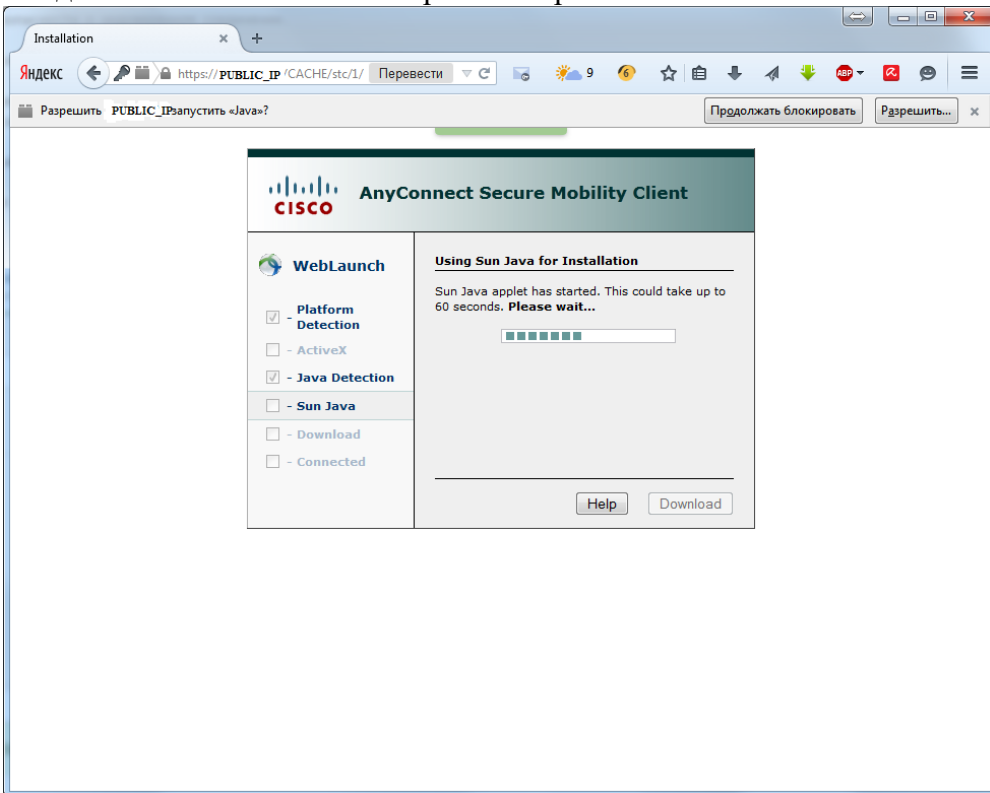 Installation
Яндекс https:// PUBLIC_IP /CACHE/stc/1/ Перевести 9 6 ABP
Разрешить PUBLIC_IP запустить «Java»? Продолжать блокировать Разрешить...
CISCO AnyConnect Secure Mobility Client
WebLaunch
- Platform Detection
- ActiveX
- Java Detection
- Sun Java
- Download
- Connected
Using Sun Java for Installation
Sun Java applet has started. This could take up to
60 seconds. Please wait...
Help Download